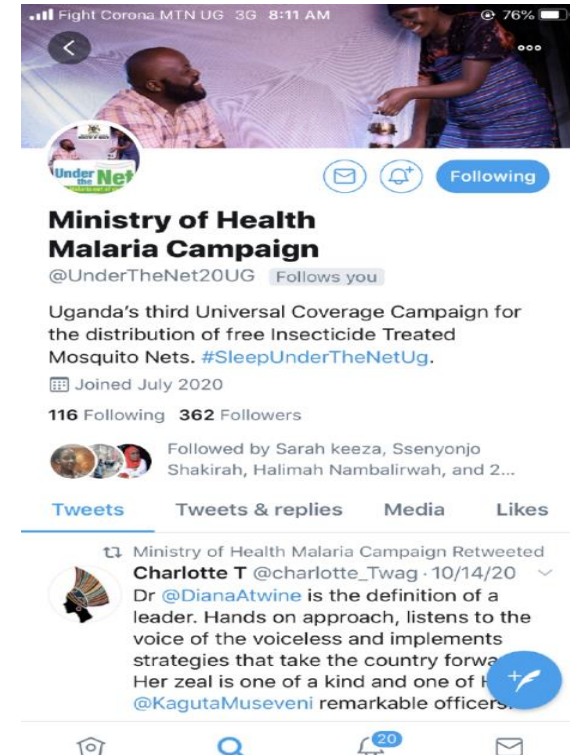 Fight Corona MTN UG 3G 8:11 AM 76%
Under
the Net
Following
Ministry of Health
Malaria Campaign
@UnderTheNet20UG Follows you
Uganda's third Universal Coverage Campaign for
the distribution of free Insecticide Treated
Mosquito Nets. #SleepUnderTheNetUg.
Joined July 2020
116 Following 362 Followers
Followed by Sarah keeza, Ssenyonjo
Shakirah, Halimah Nambalirwah, and 2...
Tweets Tweets & replies Media Likes
Ministry of Health Malaria Campaign Retweeted
Charlotte T @charlotte_Twag · 10/14/20
Dr @DianaAtwine is the definition of a
leader. Hands on approach, listens to the
voice of the voiceless and implements
strategies that take the country forwa
Her zeal is one of a kind and one of
@KagutaMuseveni remarkable officers.
20